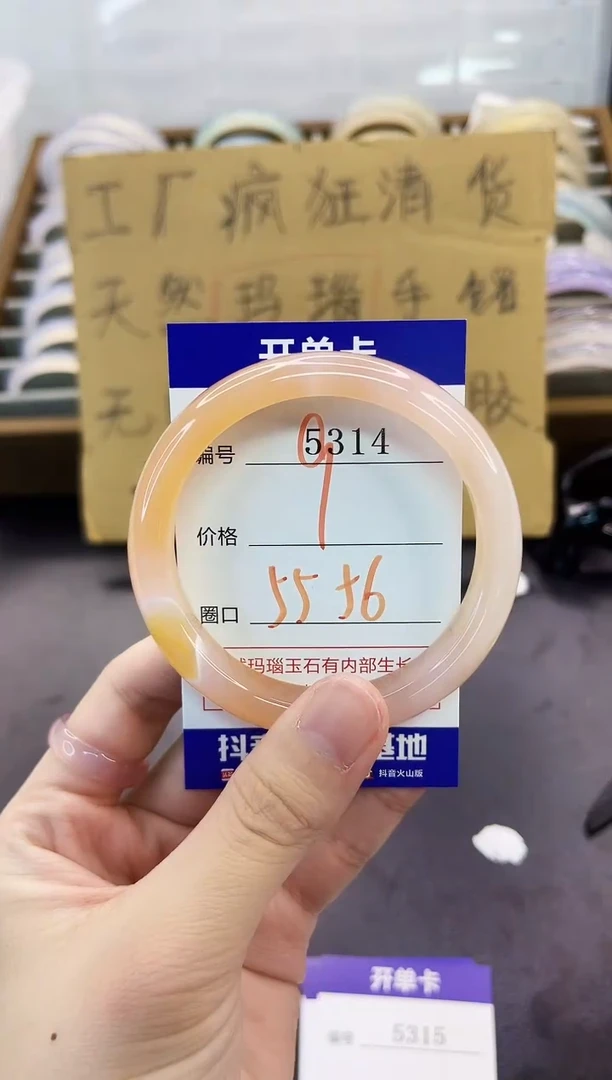 工厂疯狂清货
天然玛瑙手镯
无 胶
开单卡
编号 5314
9
价格
圈口 55 56
玛瑙玉石有内部生长
抖 基地
抖音火山版
开单卡
编号 5315